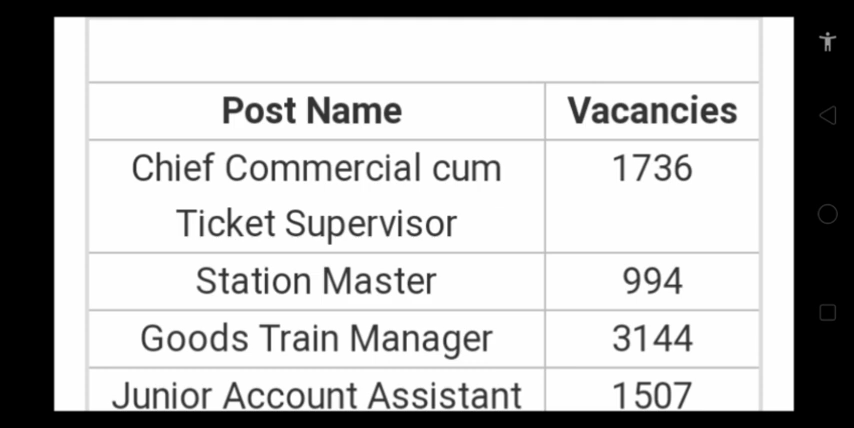 Post Name Vacancies
Chief Commercial cum 1736
Ticket Supervisor
Station Master 994
Goods Train Manager 3144
Junior Account Assistant 1507